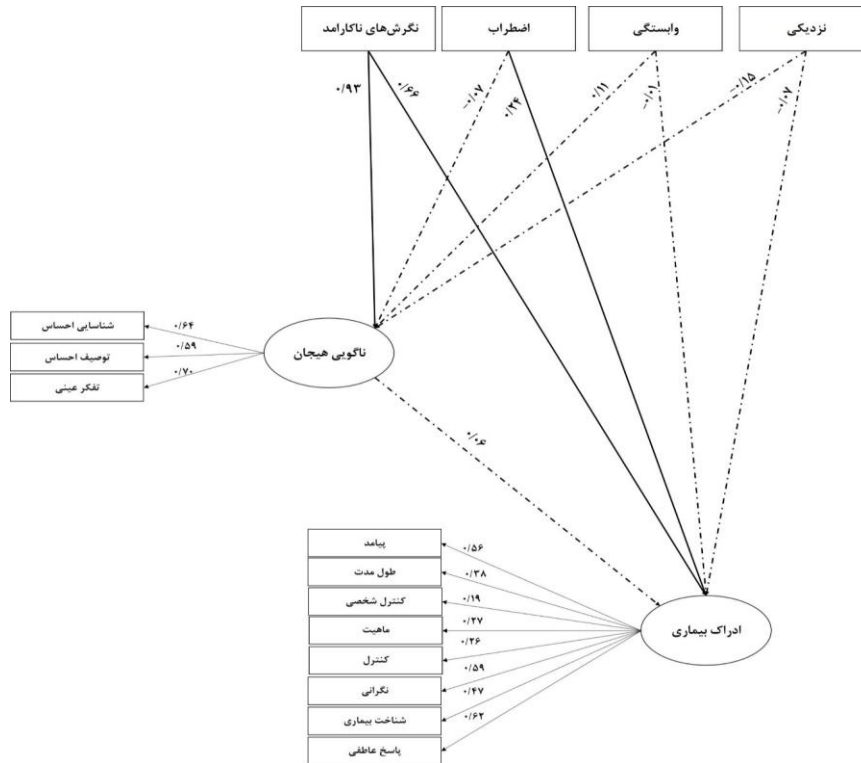 نگرش‌های ناکارامد
اضطراب
وابستگی
نزدیکی
۰/۹۳
۰/۶۶
-۰/۰۷
۰/۲۴
۰/۱۱
-۰/۰۱
-۰/۱۵
-۰/۰۷
ناگویی هیجان
شناسایی احساس
۰/۶۴
توصیف احساس
۰/۵۹
تفکر عینی
۰/۷۰
۰/۰۶
ادراک بیماری
پیامد
۰/۵۶
طول مدت
۰/۳۸
کنترل شخصی
۰/۱۹
ماهیت
۰/۲۷
کنترل
۰/۲۶
نگرانی
۰/۵۹
شناخت بیماری
۰/۴۷
پاسخ عاطفی
۰/۶۲